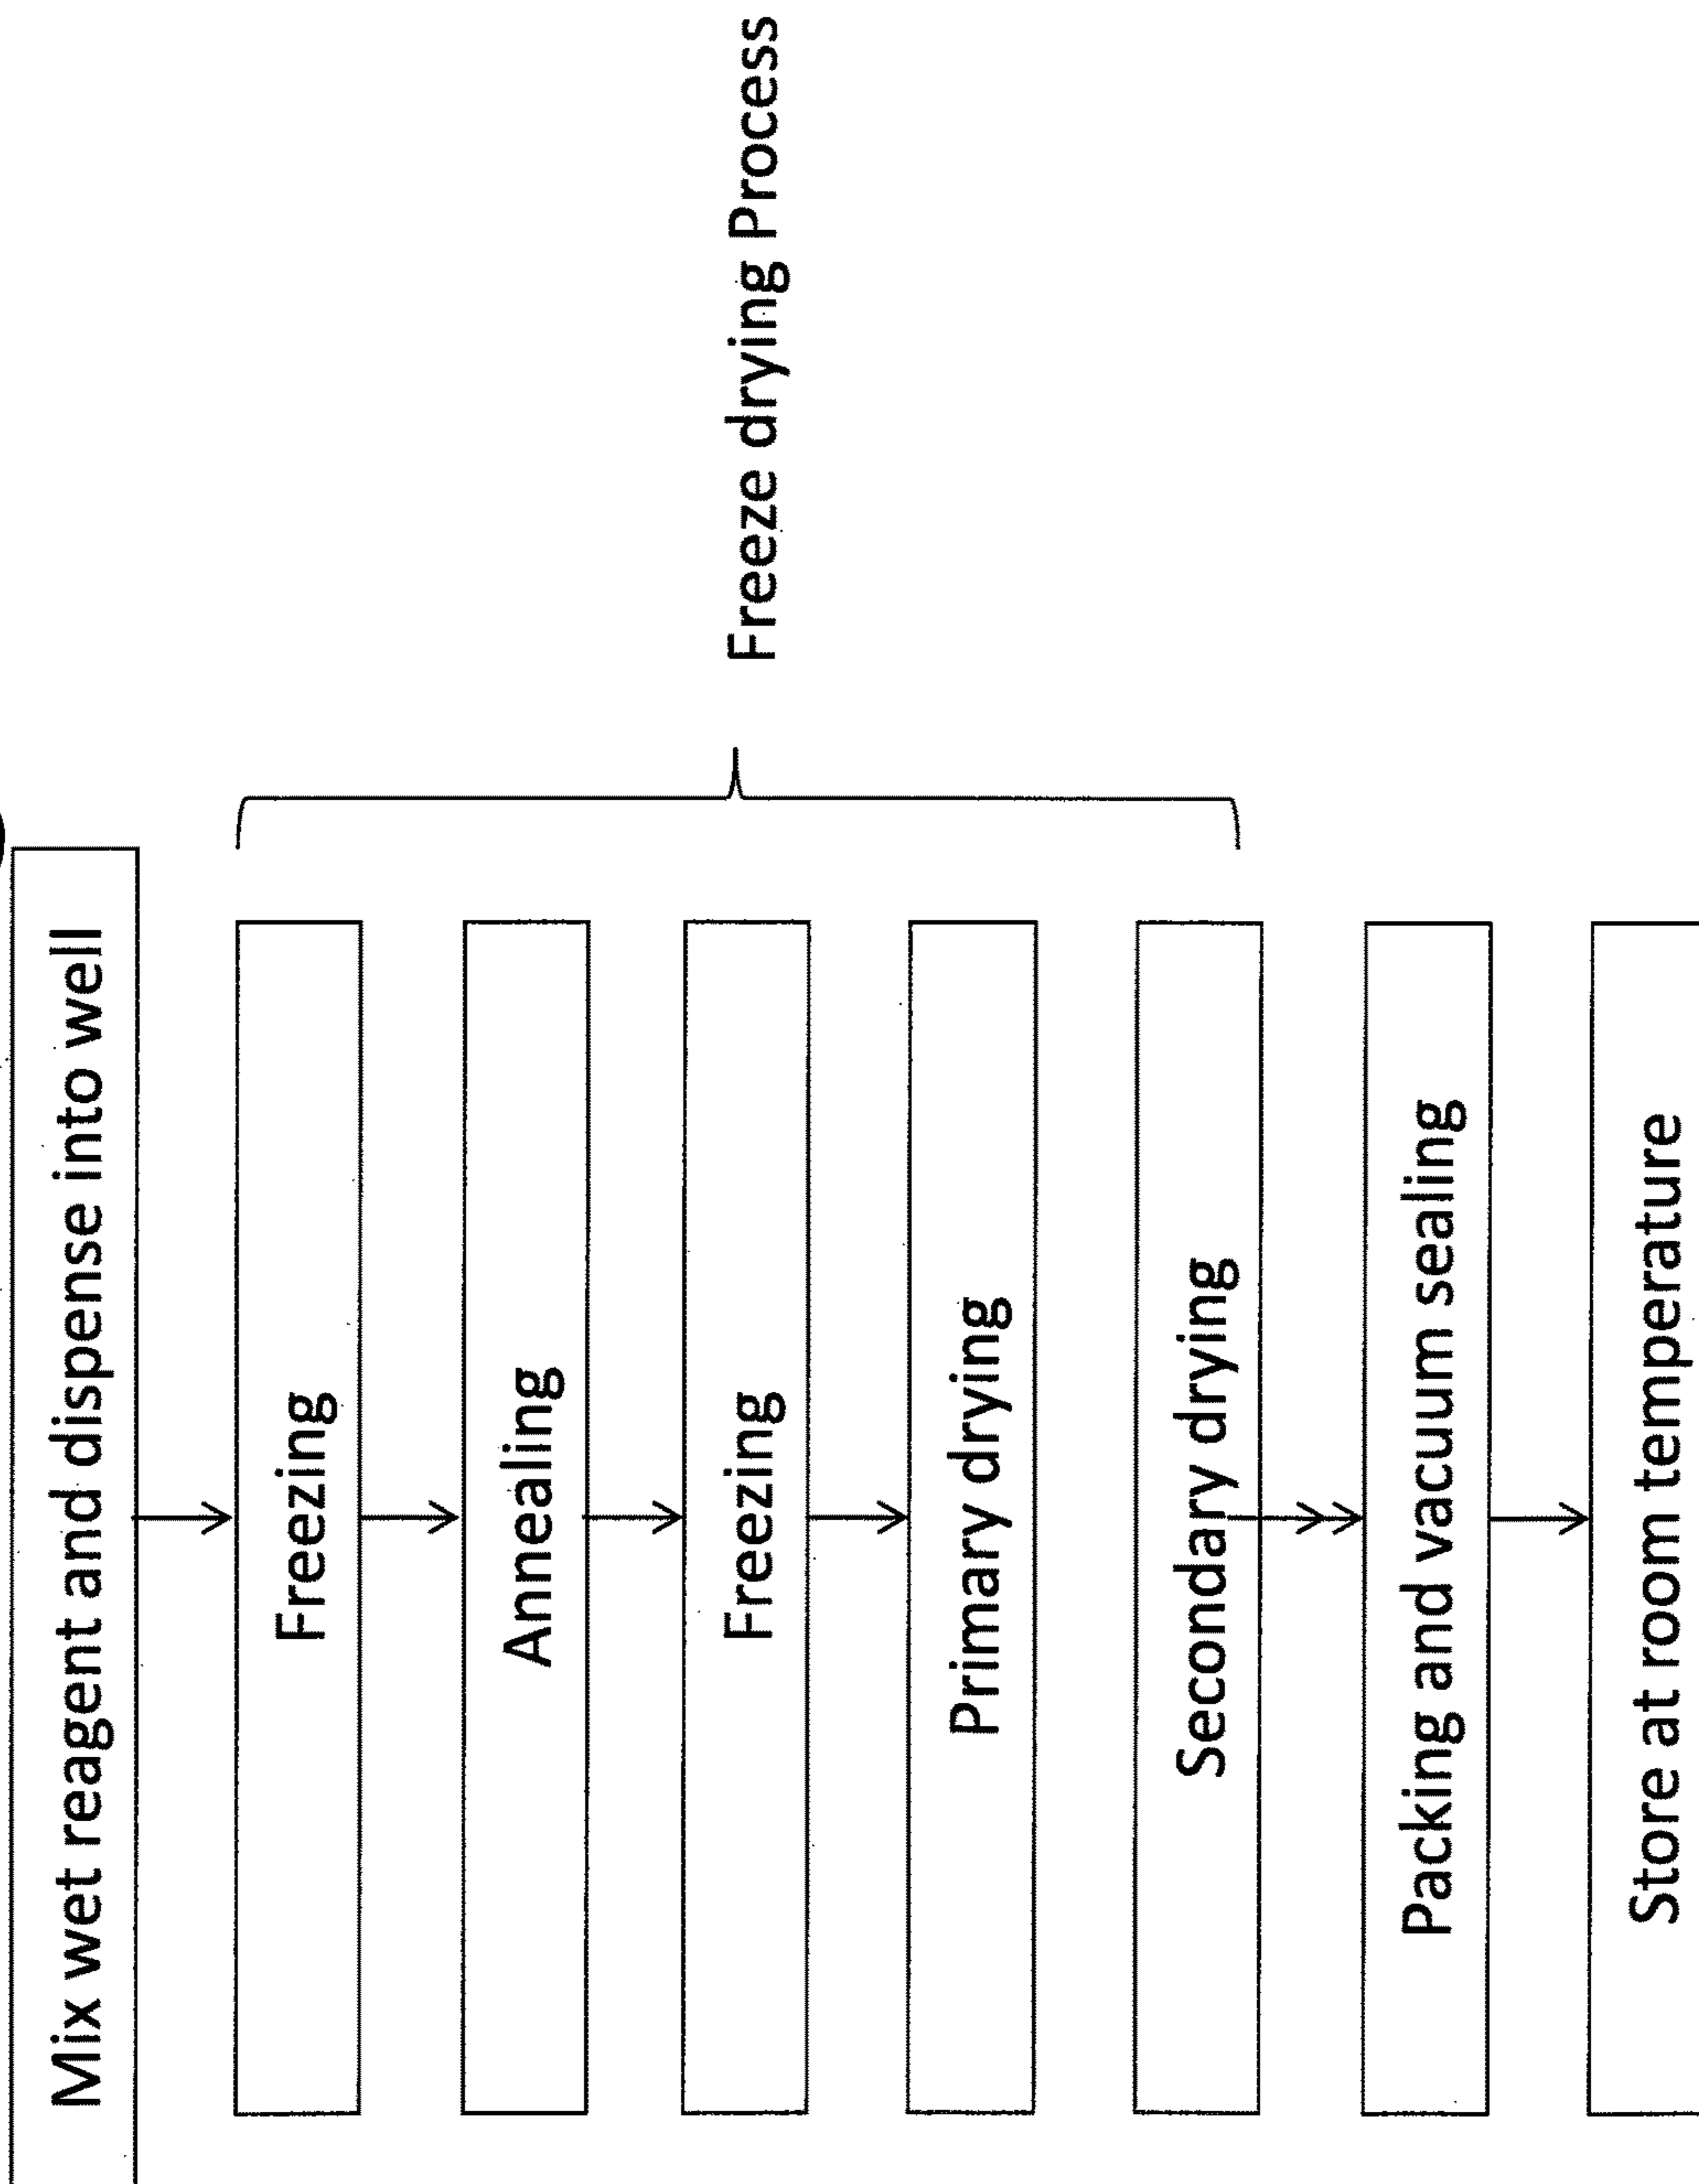 Mix wet reagent and dispense into well
Freezing
Annealing
Freezing
Primary drying
Secondary drying
Freeze drying Process
Packing and vacuum sealing
Store at room temperature